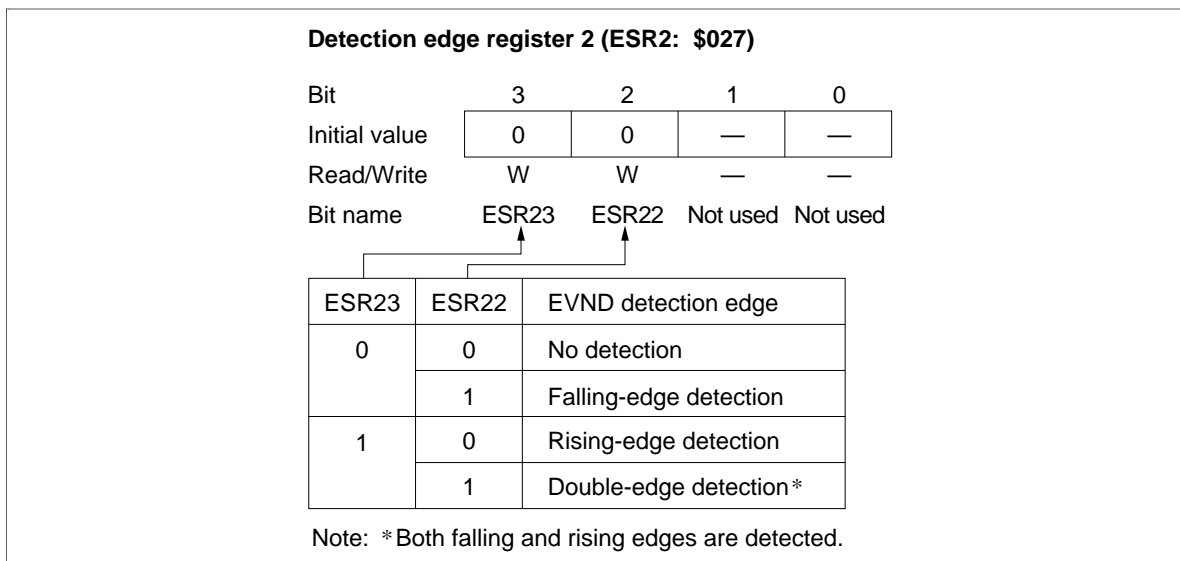 Detection edge register 2 (ESR2: $027)
Bit 3 2 1 0
Initial value 0 0 — —
Read/Write W W — —
Bit name ESR23 ESR22 Not used Not used
ESR23 ESR22 EVND detection edge
0 0 No detection
1 Falling-edge detection
1 0 Rising-edge detection
1 Double-edge detection*
Note: *Both falling and rising edges are detected.